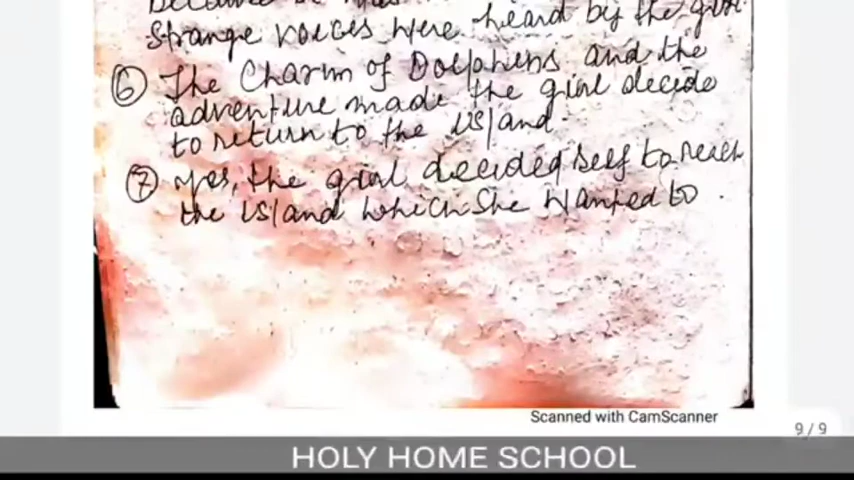 strange voices were heard by the girl.
⑥ The Charm of Dolphins and the
adventure made the girl decide
to return to the island.
⑦ Yes, the girl decided self to reach
the island which she wanted to .
Scanned with CamScanner
9/9
HOLY HOME SCHOOL